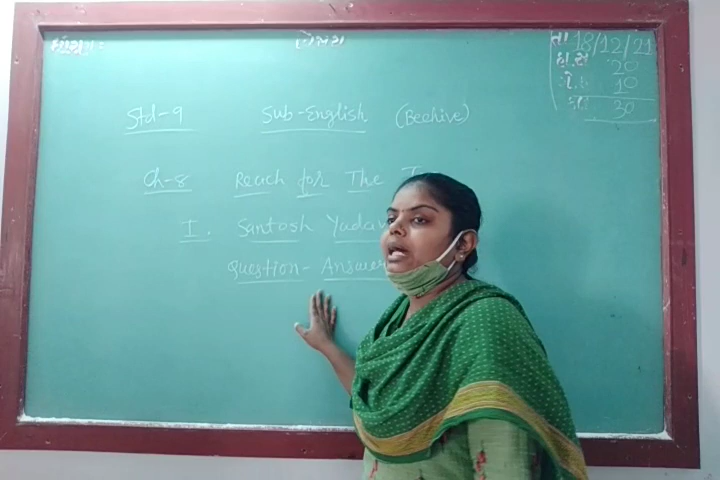 તા 18/12/21
20
10
30
Std-9 Sub-English (Beehive)
Ch-8 Reach for The T
I. Santosh Yadav
Question-Answer